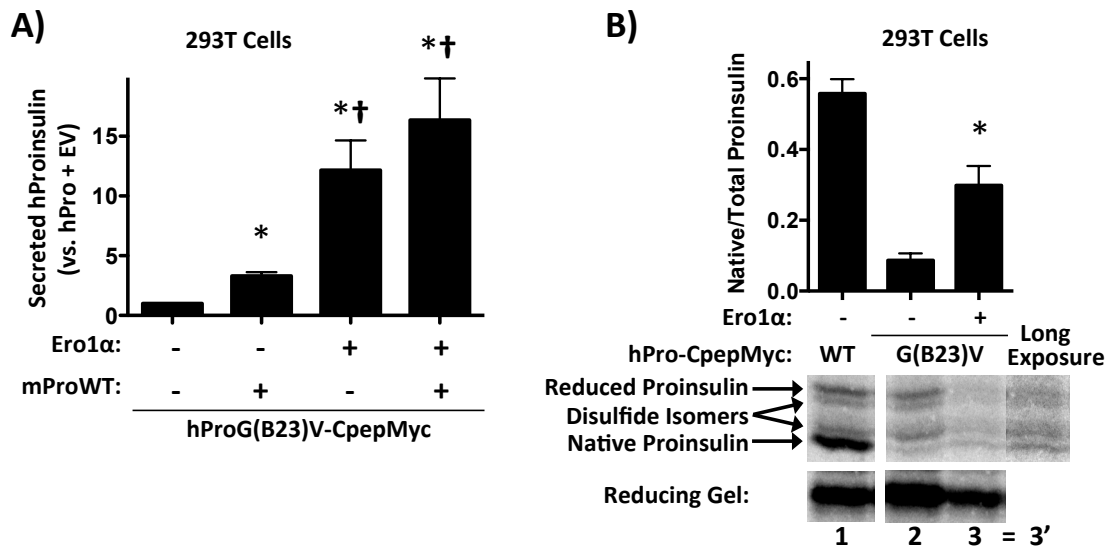 A)
293T Cells
Secreted hProinsulin
(vs. hPro + EV)
15
10
5
0
*
*†
*†
Ero1α: - - + +
mProWT: - + - +
hProG(B23)V-CpepMyc
B)
293T Cells
Native/Total Proinsulin
0.6
0.4
0.2
0.0
*
Ero1α: - - +
hPro-CpepMyc: WT G(B23)V
Long
Exposure
Reduced Proinsulin
Disulfide Isomers
Native Proinsulin
Reducing Gel:
1 2 3 = 3'